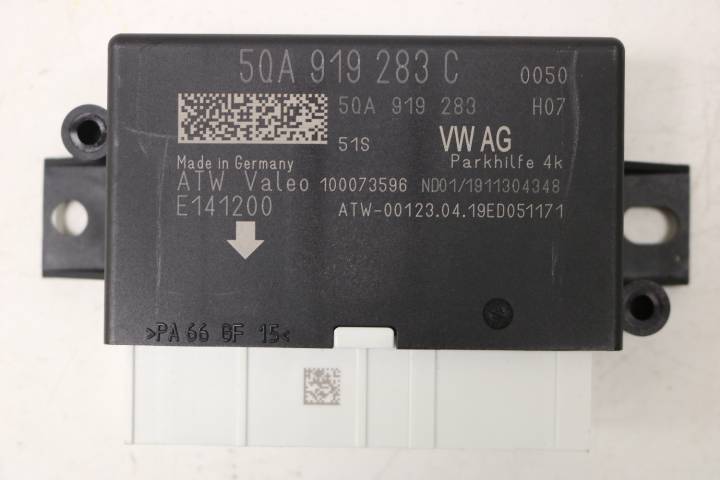 5QA 919 283 C 0050
5QA 919 283 H07
51S VW AG
Parkhilfe 4k
Made in Germany
ATW Valeo 100073596 ND01/1911304348
E141200 ATW-00123.04.19ED051171
>PA 66 GF 15<